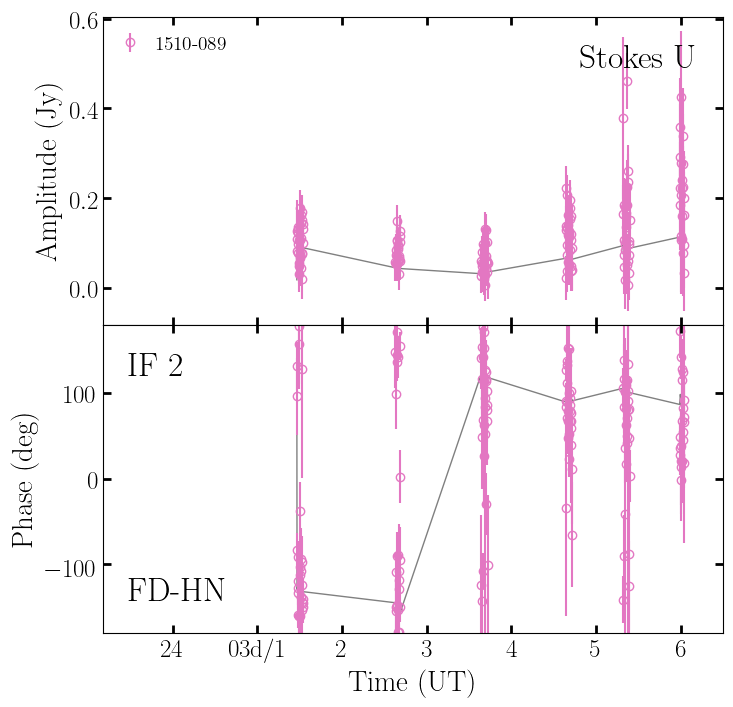 0.6
1510-089
Stokes U
0.4
0.2
0.0
Amplitude (Jy)
IF 2
100
0
−100
Phase (deg)
FD-HN
24 03d/1 2 3 4 5 6
Time (UT)